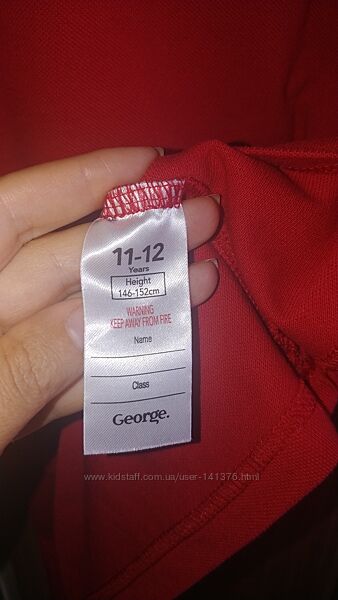 11-12
Years
Height
146-152cm
WARNING
KEEP AWAY FROM FIRE
Name
Class
George.
www.kidstaff.com.ua/user-141376.html